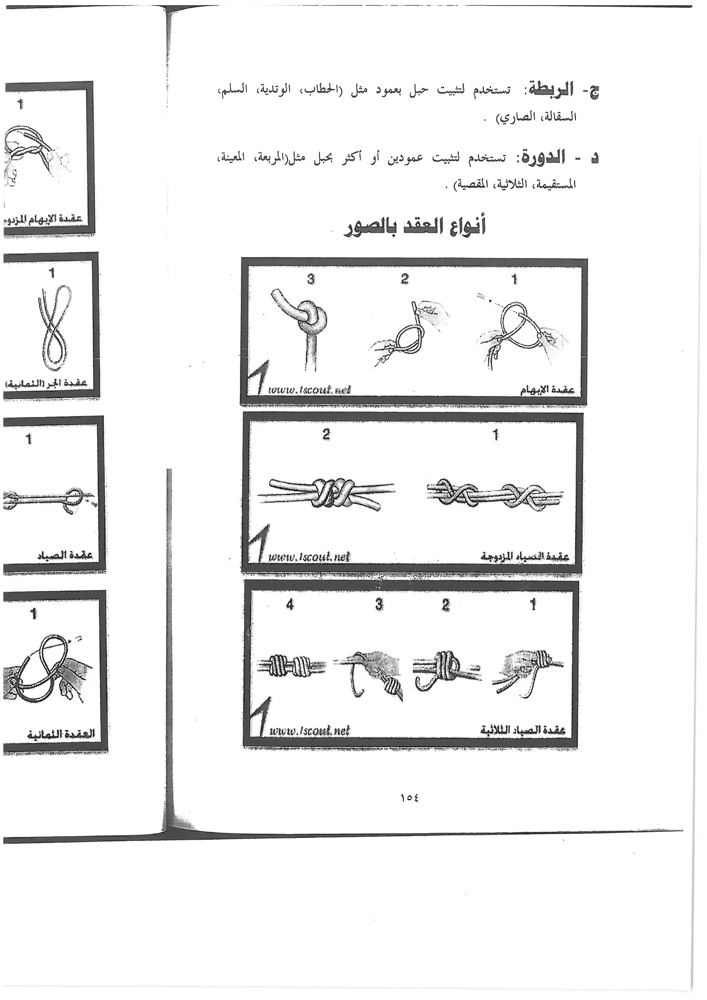 ج- الربطة: تستخدم لتثبيت حبل بعمود مثل (الحطاب، الوتدية، السلم،
السقالة، الصاري) .
د - الدورة: تستخدم لتثبيت عمودين أو أكثر بحبل مثل(المربعة، المعينة،
المستقيمة، الثلاثية، المقصية) .
أنواع العقد بالصور
1 2 3
عقدة الإبهام www.1scout.net
1 2
عقدة الصياد المزدوجة www.1scout.net
1 2 3 4
عقدة الصياد الثلاثية www.1scout.net
١٥٤
1
عقدة الإبهام
1
عقدة الجر (الثمانية)
1
عقدة الصياد
1
العقدة الثمانية